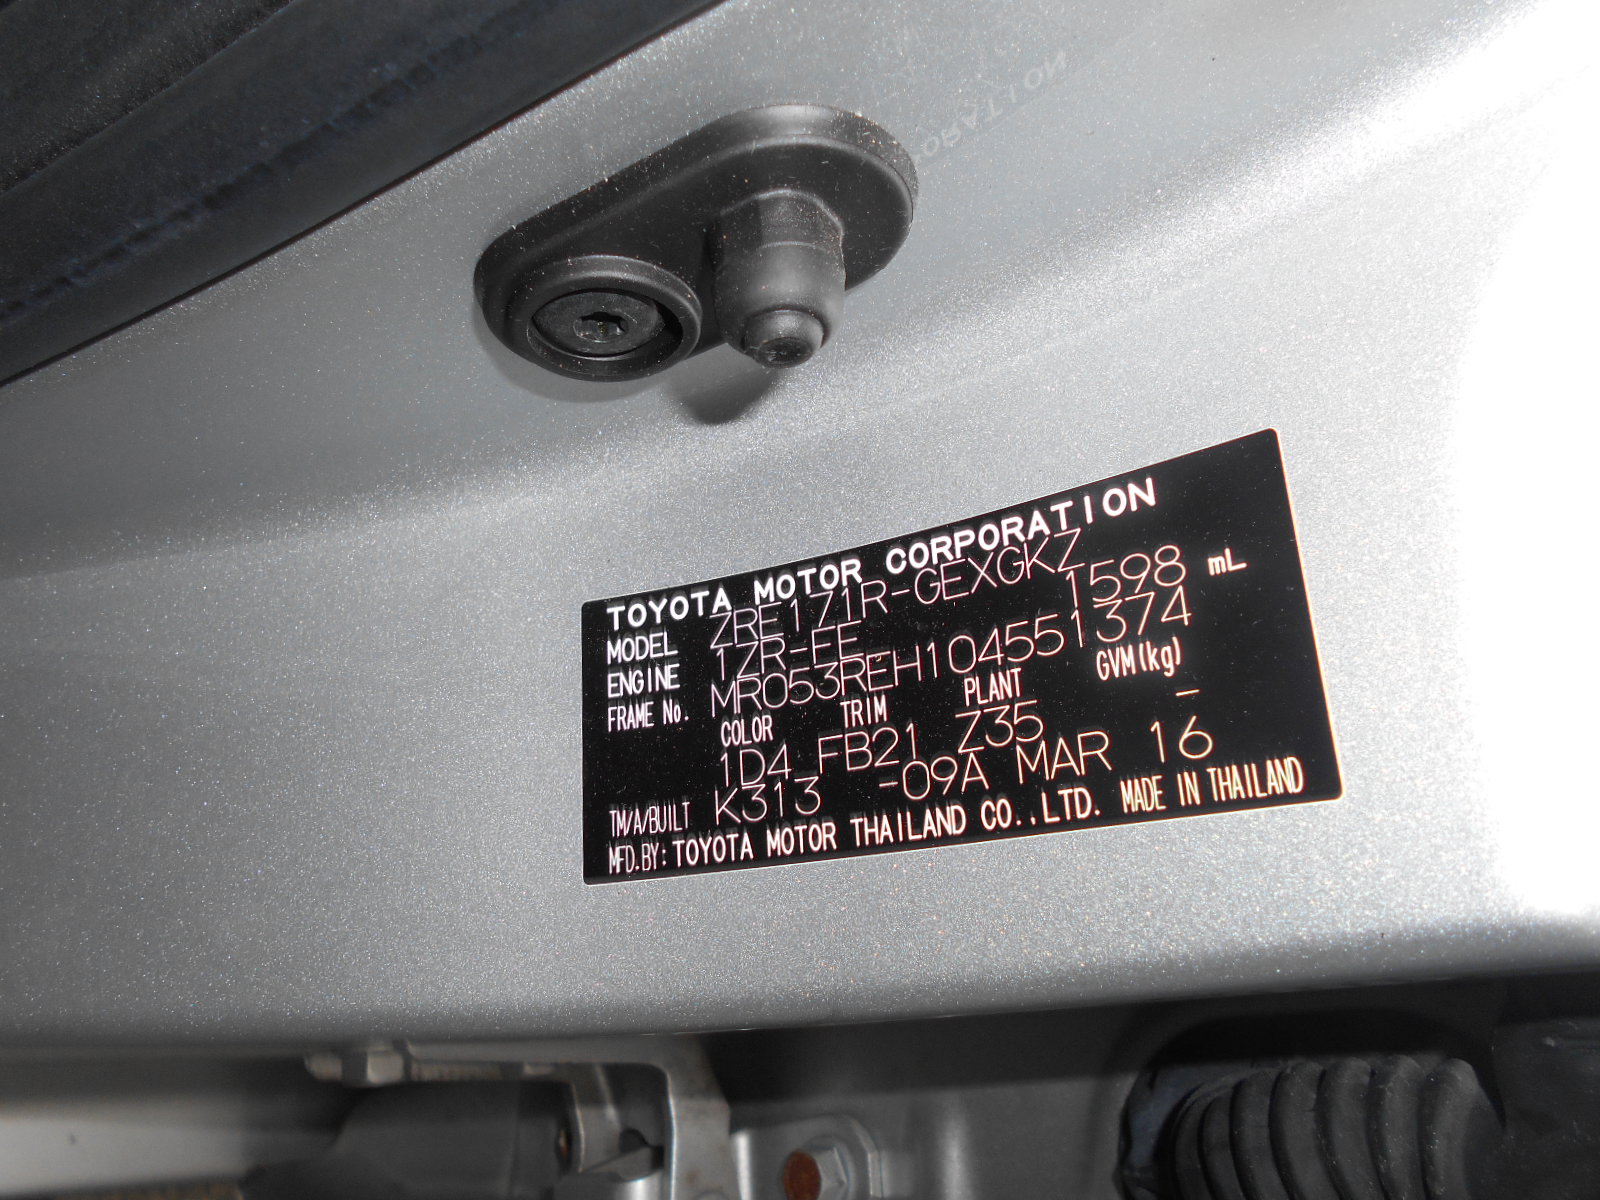 TOYOTA MOTOR CORPORATION
MODEL ZRE171R-GEXGKZ
ENGINE 1ZR-FE 1598 mL
FRAME No. MR053REH104551374
COLOR TRIM PLANT GVM(kg)
1D4 FB21 Z35 –
TM/A/BUILT K313 -09A MAR 16
MFD.BY:TOYOTA MOTOR THAILAND CO.,LTD. MADE IN THAILAND